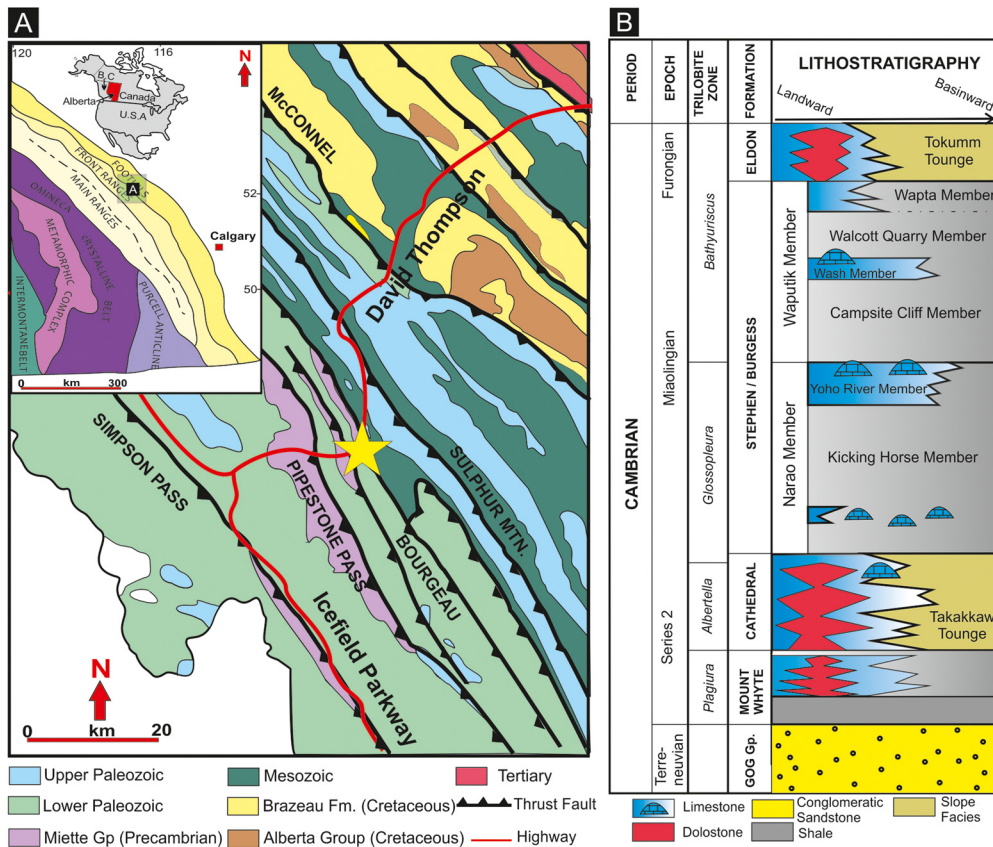 A
120
116
N
B.C
Alberta
Canada
U.S.A
FOOTHILLS
FRONT RANGES
MAIN RANGES
A
OMINECA
CRYSTALLINE
BELT
METAMORPHIC
COMPLEX
INTERMONTANEBELT
PURCELL ANTICLINE
Calgary
52
50
0 km 300
McCONNEL
David Thompson
SIMPSON PASS
PIPESTONE PASS
BOURGEAU
SULPHUR MTN.
Icefield Parkway
N
0 km 20
Upper Paleozoic
Mesozoic
Tertiary
Lower Paleozoic
Brazeau Fm. (Cretaceous)
Thrust Fault
Miette Gp (Precambrian)
Alberta Group (Cretaceous)
Highway
B
PERIOD
EPOCH
TRILOBITE
ZONE
FORMATION
LITHOSTRATIGRAPHY
Landward
Basinward
CAMBRIAN
Furongian
Miaolingian
Series 2
Terre-
neuvian
Bathyuriscus
Glossopleura
Albertella
Plagiura
ELDON
STEPHEN / BURGESS
CATHEDRAL
MOUNT
WHYTE
GOG Gp.
Tokumm
Tounge
Waputik Member
Wapta Member
Walcott Quarry Member
Wash Member
Campsite Cliff Member
Narao Member
Yoho River Member
Kicking Horse Member
Takakkaw
Tounge
Limestone
Conglomeratic
Sandstone
Slope
Facies
Dolostone
Shale